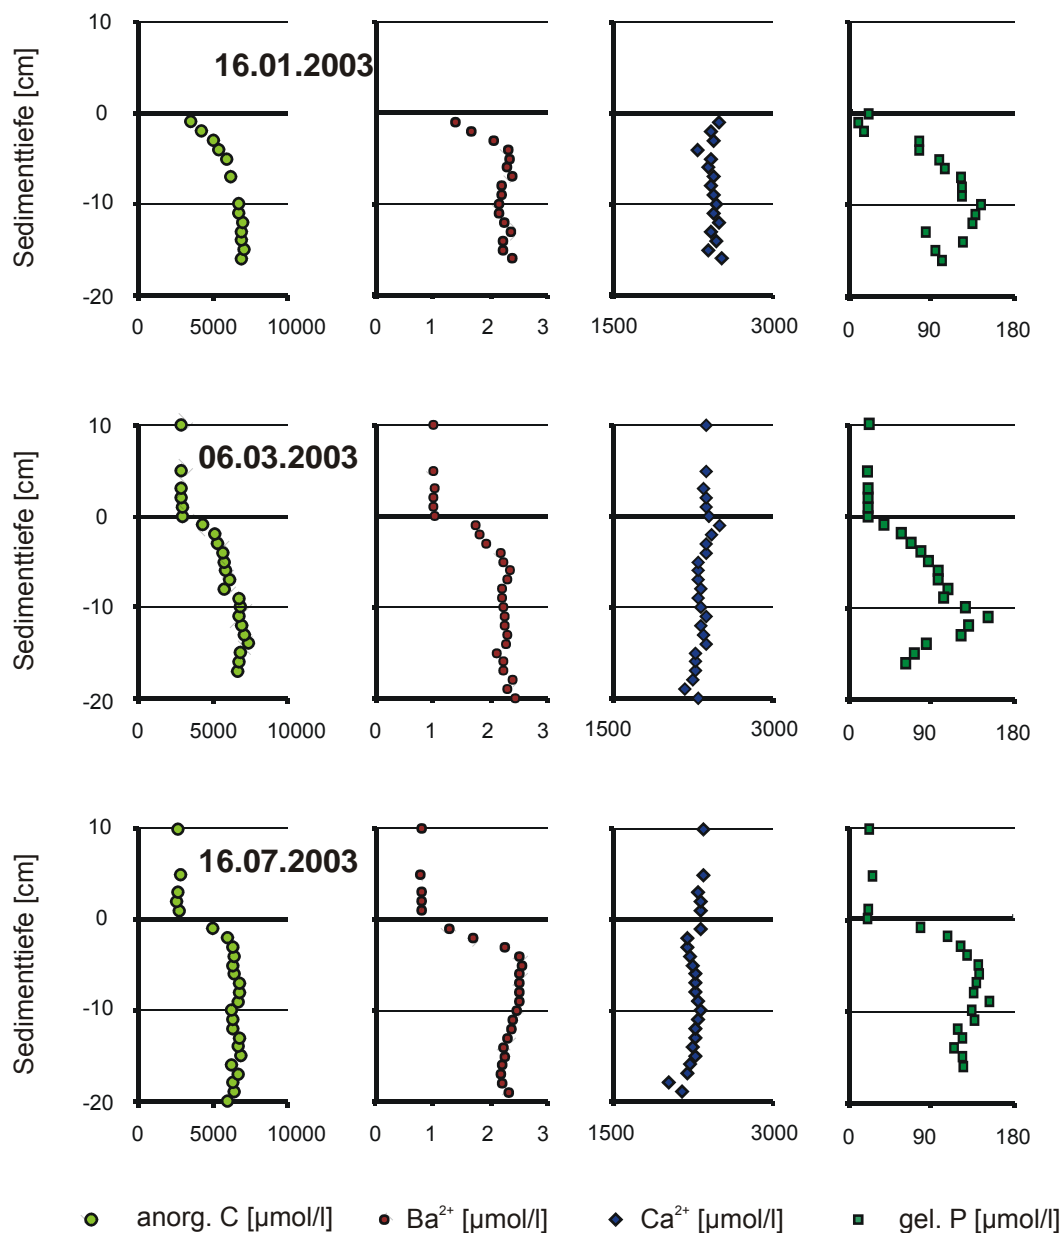 10
0
-10
-20
Sedimenttiefe [cm]
16.01.2003
0 5000 10000
0 1 2 3
1500 3000
0 90 180
10
0
-10
-20
Sedimenttiefe [cm]
06.03.2003
0 5000 10000
0 1 2 3
1500 3000
0 90 180
10
0
-10
-20
Sedimenttiefe [cm]
16.07.2003
0 5000 10000
0 1 2 3
1500 3000
0 90 180
anorg. C [µmol/l] Ba²⁺ [µmol/l] Ca²⁺ [µmol/l] gel. P [µmol/l]